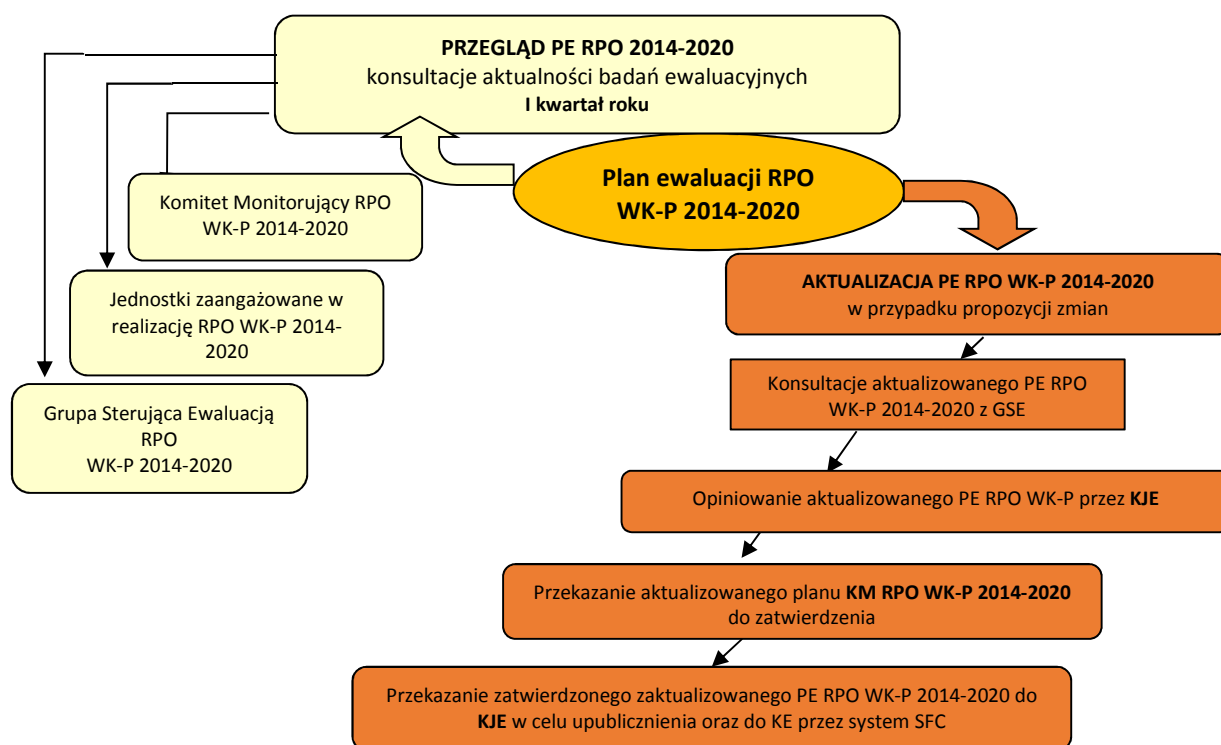 PRZEGLĄD PE RPO 2014-2020
konsultacje aktualności badań ewaluacyjnych
I kwartał roku
Plan ewaluacji RPO
WK-P 2014-2020
Komitet Monitorujący RPO
WK-P 2014-2020
Jednostki zaangażowane w
realizację RPO WK-P 2014-
2020
Grupa Sterująca Ewaluacją
RPO
WK-P 2014-2020
AKTUALIZACJA PE RPO WK-P 2014-2020
w przypadku propozycji zmian
Konsultacje aktualizowanego PE RPO
WK-P 2014-2020 z GSE
Opiniowanie aktualizowanego PE RPO WK-P przez KJE
Przekazanie aktualizowanego planu KM RPO WK-P 2014-2020
do zatwierdzenia
Przekazanie zatwierdzonego zaktualizowanego PE RPO WK-P 2014-2020 do
KJE w celu upublicznienia oraz do KE przez system SFC